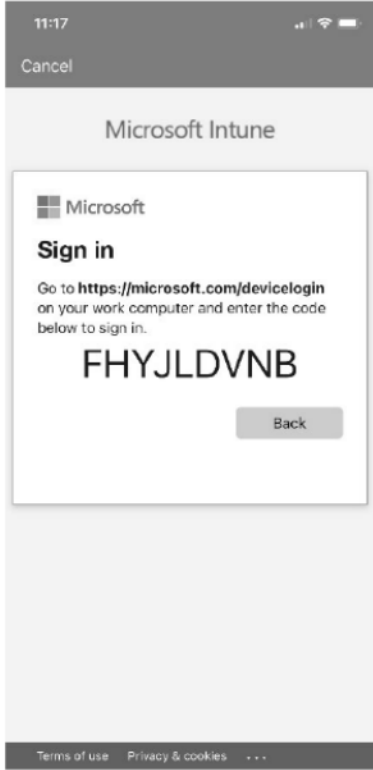 11:17
Cancel
Microsoft Intune
Microsoft
Sign in
Go to https://microsoft.com/devicelogin
on your work computer and enter the code
below to sign in.
FHYJLDVNB
Back
Terms of use Privacy & cookies ...